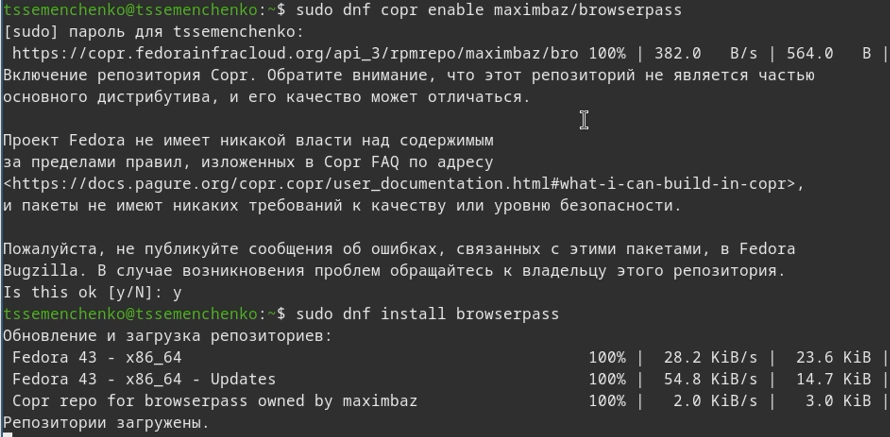 tssemenchenko@tssemenchenko:~$ sudo dnf copr enable maximbaz/browserpass
[sudo] пароль для tssemenchenko:
 https://copr.fedorainfracloud.org/api_3/rpmrepo/maximbaz/bro 100% | 382.0   B/s | 564.0   B |
Включение репозитория Copr. Обратите внимание, что этот репозиторий не является частью
основного дистрибутива, и его качество может отличаться.

Проект Fedora не имеет никакой власти над содержимым
за пределами правил, изложенных в Copr FAQ по адресу
<https://docs.pagure.org/copr.copr/user_documentation.html#what-i-can-build-in-copr>,
и пакеты не имеют никаких требований к качеству или уровню безопасности.

Пожалуйста, не публикуйте сообщения об ошибках, связанных с этими пакетами, в Fedora
Bugzilla. В случае возникновения проблем обращайтесь к владельцу этого репозитория.
Is this ok [y/N]: y
tssemenchenko@tssemenchenko:~$ sudo dnf install browserpass
Обновление и загрузка репозиториев:
 Fedora 43 - x86_64                                           100% |  28.2 KiB/s |  23.6 KiB |
 Fedora 43 - x86_64 - Updates                                 100% |  54.8 KiB/s |  14.7 KiB |
 Copr repo for browserpass owned by maximbaz                  100% |   2.0 KiB/s |   3.0 KiB |
Репозитории загружены.